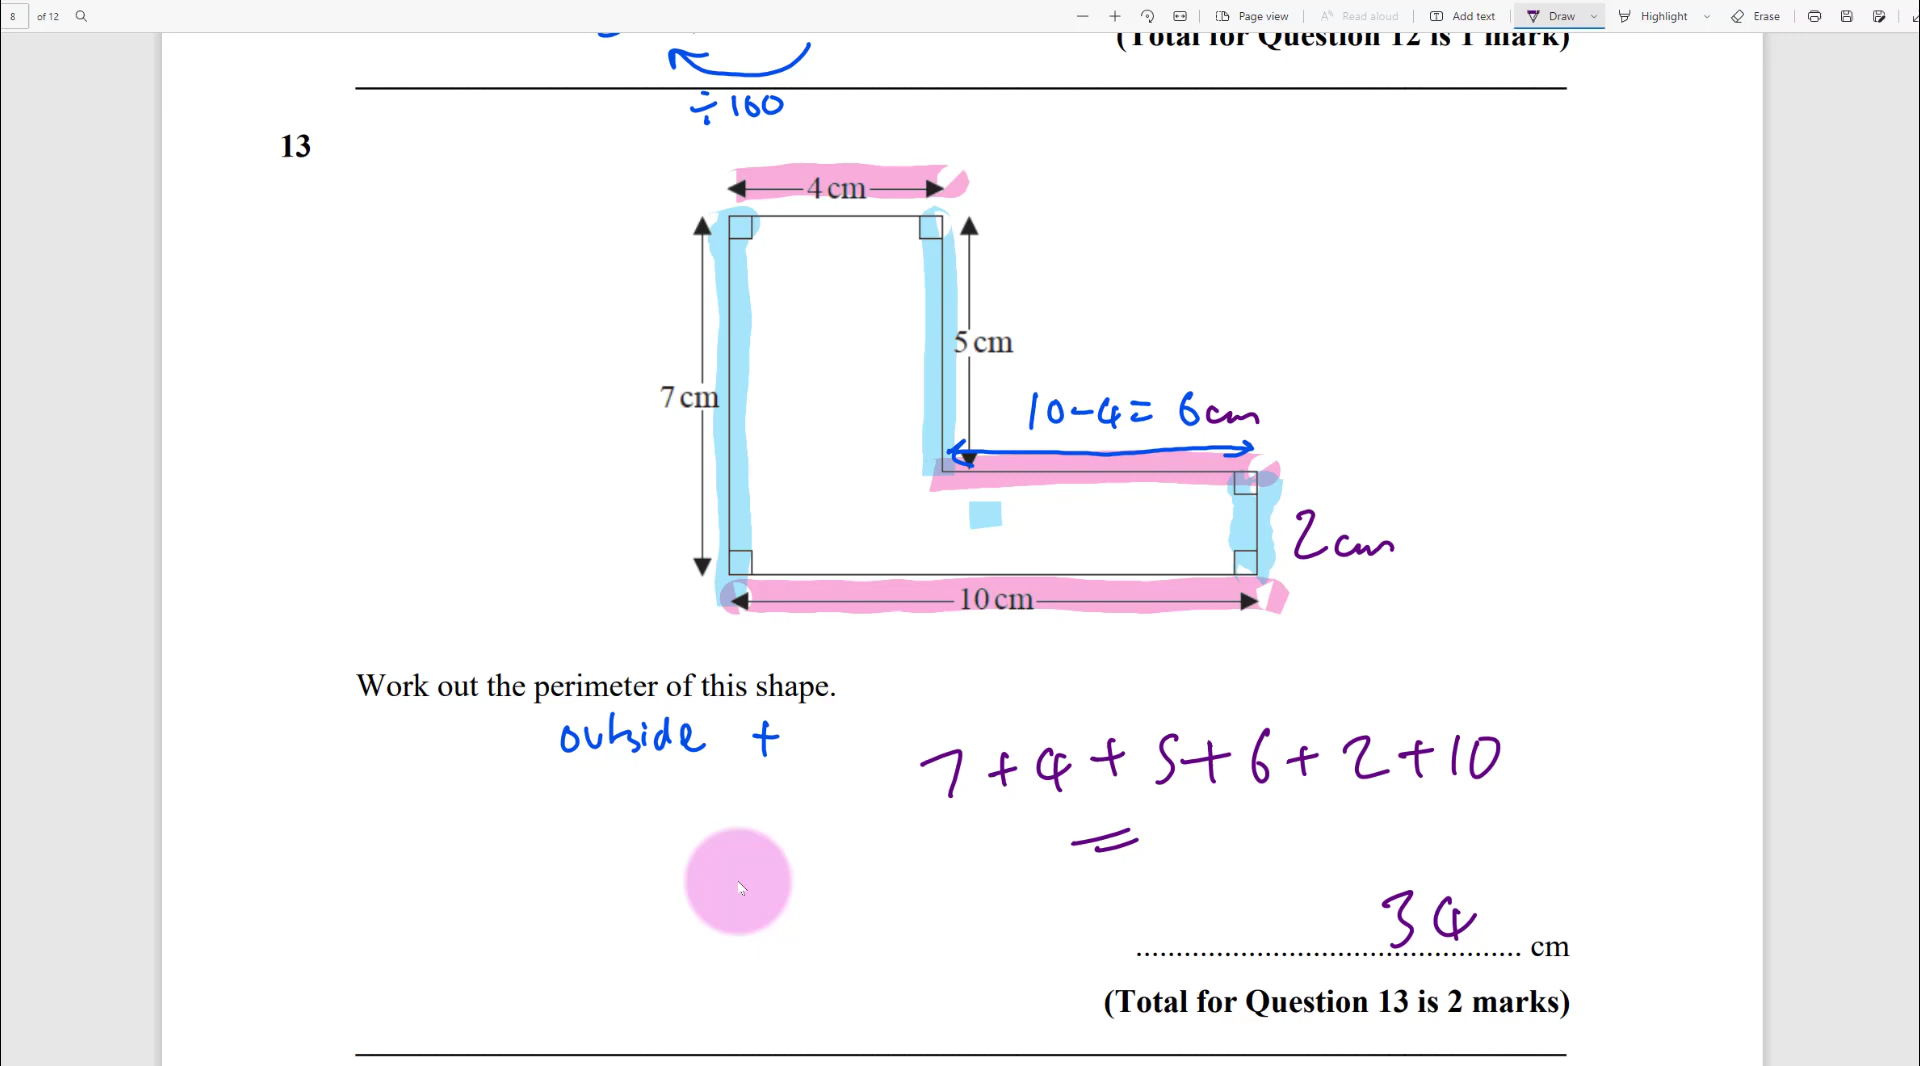 8 of 12 Page view Read aloud Add text Draw Highlight Erase
(Total for Question 12 is 1 mark)
÷ 160
13
4 cm
5 cm
7 cm
10-4= 6cm
2cm
10 cm
Work out the perimeter of this shape.
outside +
7+4+5+6+2+10
=
34
........................................ cm
(Total for Question 13 is 2 marks)